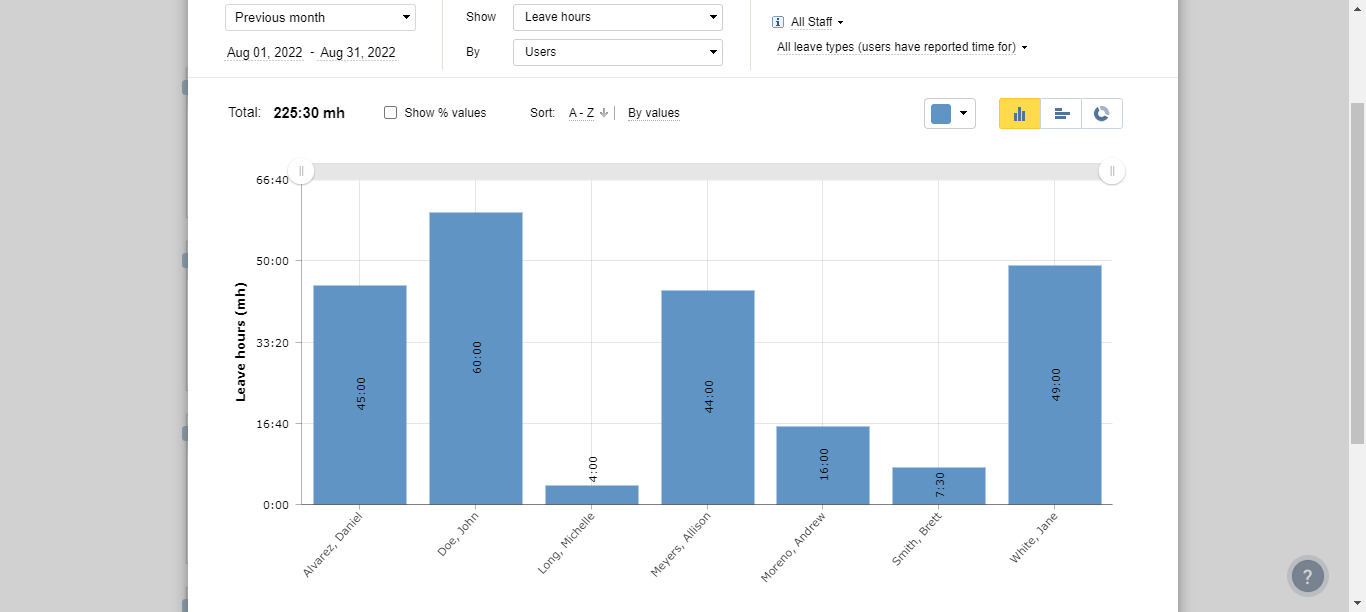 Previous month
Aug 01, 2022 - Aug 31, 2022
Show Leave hours
By Users
i All Staff
All leave types (users have reported time for)
Total: 225:30 mh
Show % values
Sort: A - Z By values
66:40
50:00
33:20
16:40
0:00
Leave hours (mh)
45:00
60:00
4:00
44:00
16:00
7:30
49:00
Alvarez, Daniel
Doe, John
Long, Michelle
Meyers, Allison
Moreno, Andrew
Smith, Brett
White, Jane
?